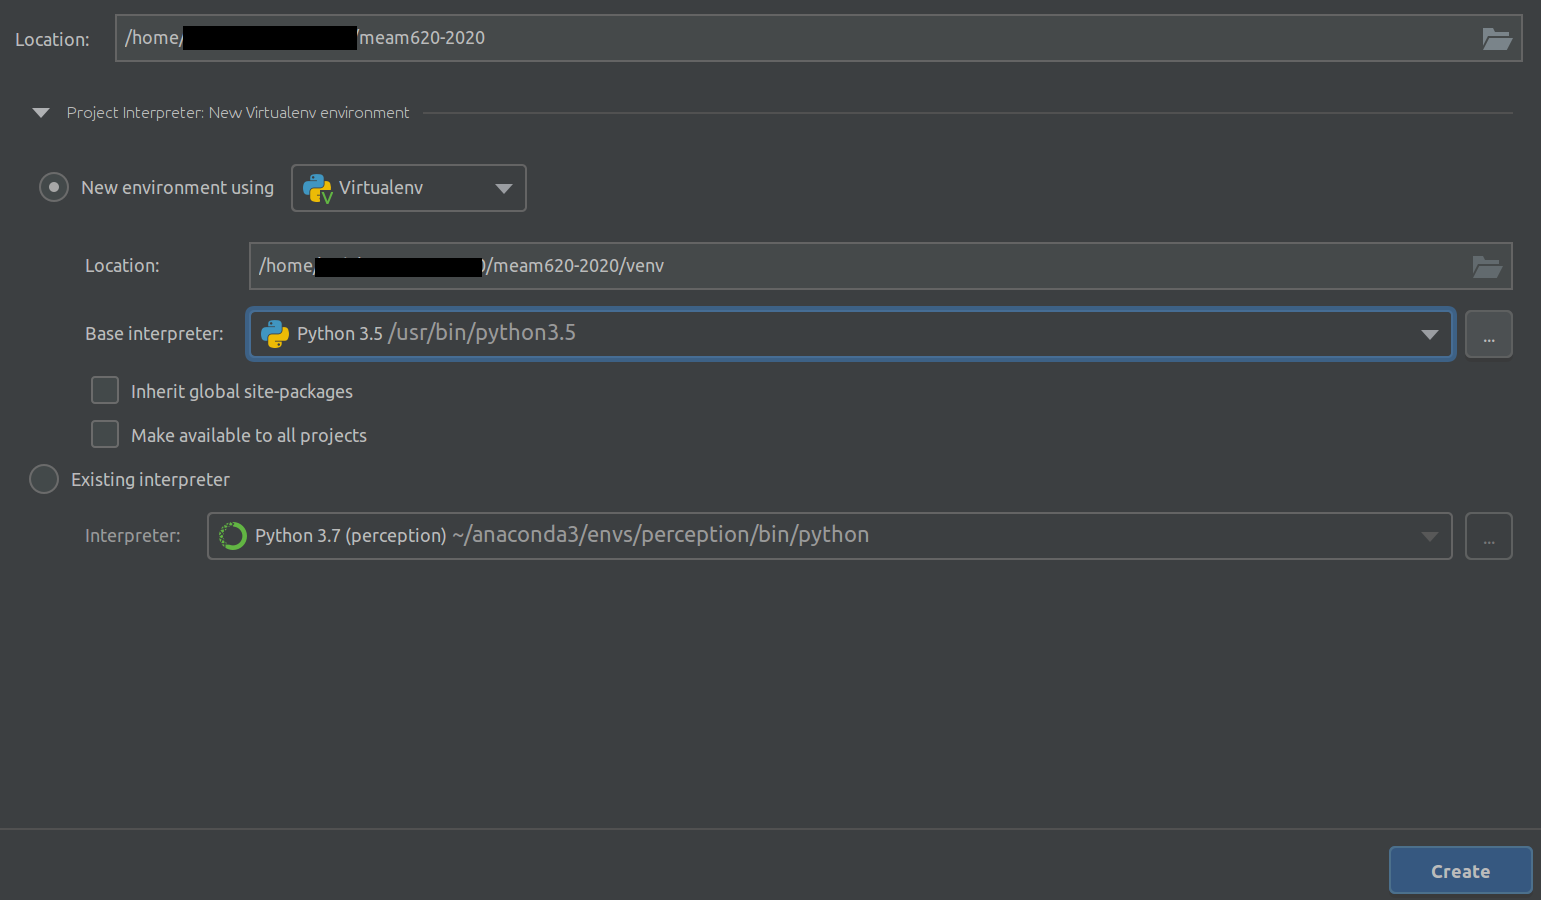 Location: /home/ /meam620-2020
Project Interpreter: New Virtualenv environment
New environment using Virtualenv
Location: /home/ /meam620-2020/venv
Base interpreter: Python 3.5 /usr/bin/python3.5 ...
Inherit global site-packages
Make available to all projects
Existing interpreter
Interpreter: Python 3.7 (perception) ~/anaconda3/envs/perception/bin/python ...
Create